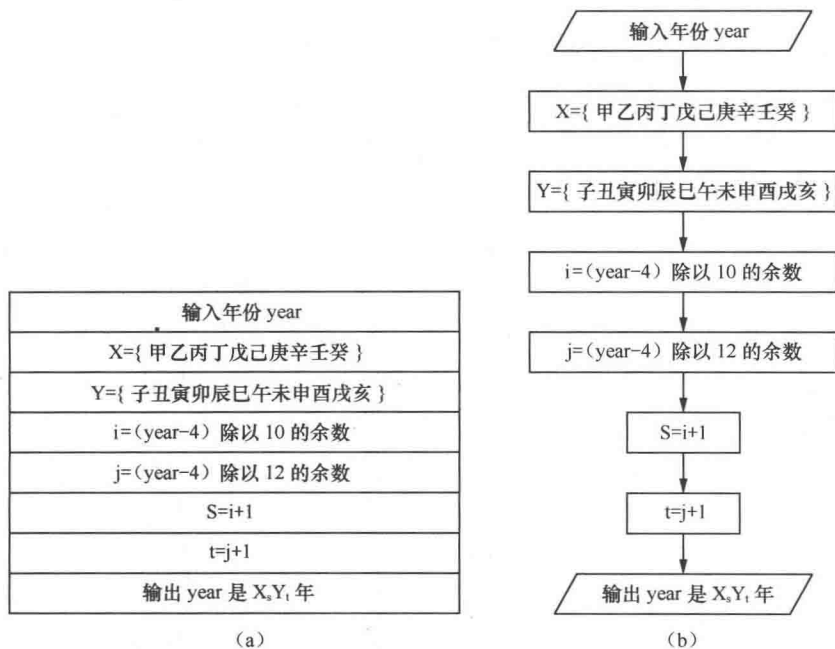 输入年份 year
X={ 甲乙丙丁戊己庚辛壬癸 }
Y={ 子丑寅卯辰巳午未申酉戌亥 }
i=(year-4) 除以 10 的余数
j=(year-4) 除以 12 的余数
S=i+1
t=j+1
输出 year 是 XₛYₜ 年
(a)
输入年份 year
X={ 甲乙丙丁戊己庚辛壬癸 }
Y={ 子丑寅卯辰巳午未申酉戌亥 }
i=(year-4) 除以 10 的余数
j=(year-4) 除以 12 的余数
S=i+1
t=j+1
输出 year 是 XₛYₜ 年
(b)